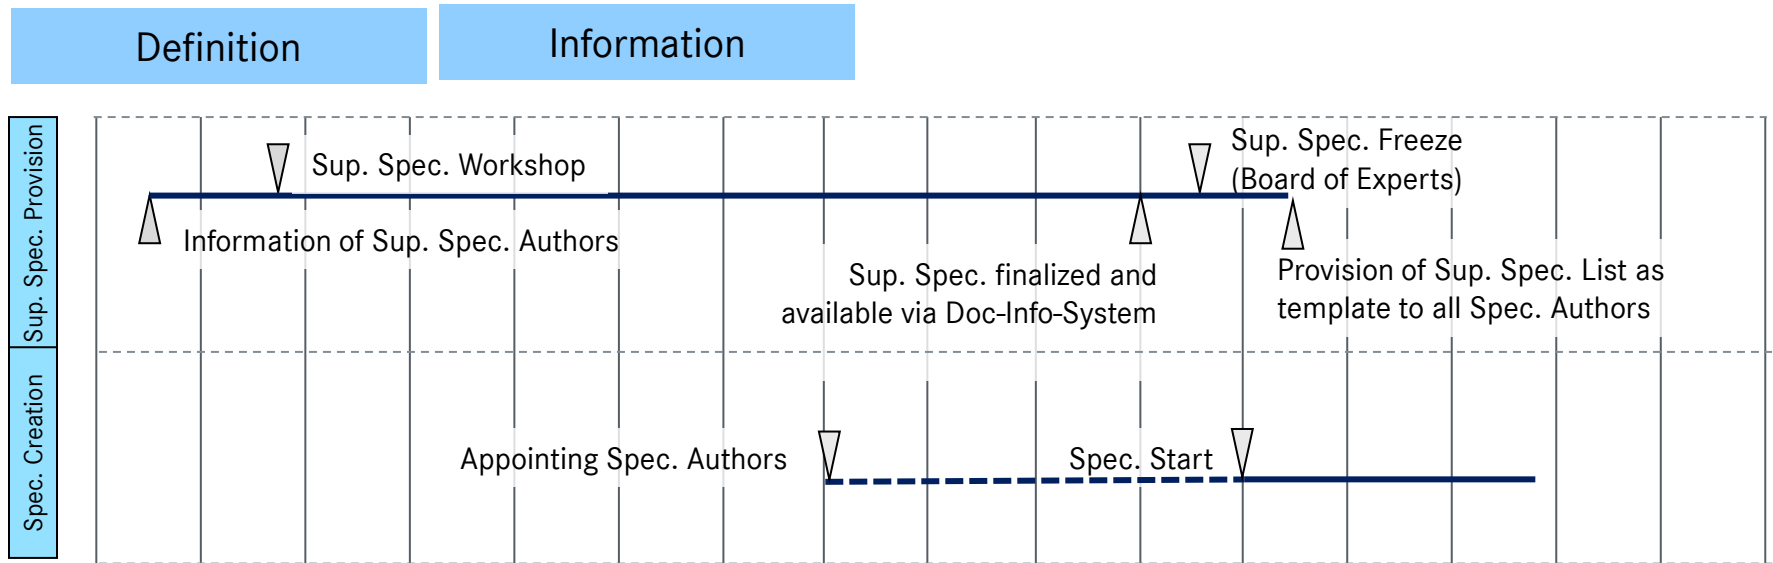 Definition
Information
Sup. Spec. Provision
Sup. Spec. Workshop
Sup. Spec. Freeze
(Board of Experts)
Information of Sup. Spec. Authors
Sup. Spec. finalized and
available via Doc-Info-System
Provision of Sup. Spec. List as
template to all Spec. Authors
Spec. Creation
Appointing Spec. Authors
Spec. Start